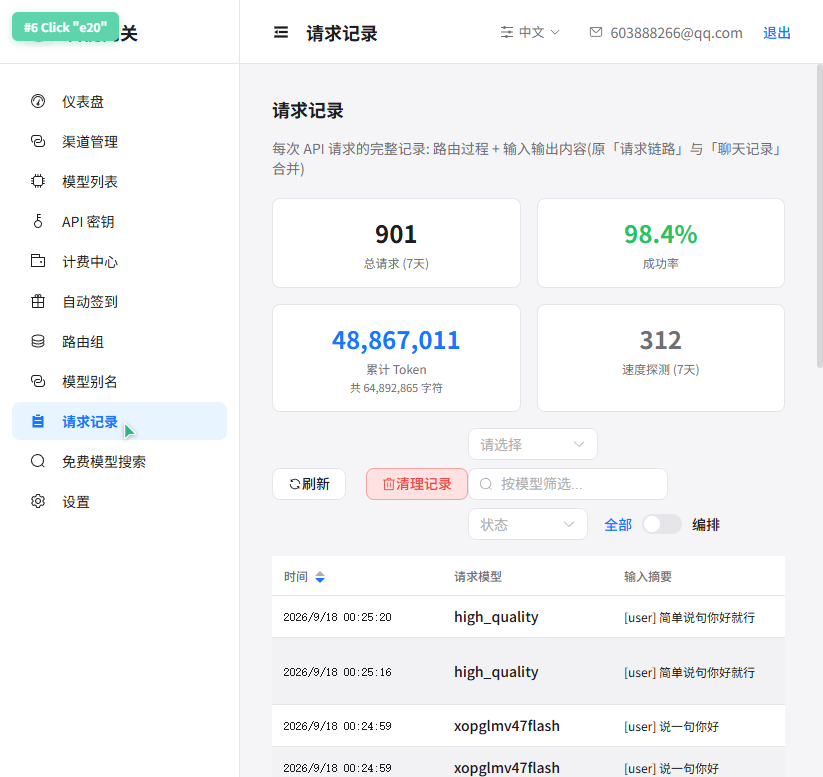 #6 Click "e20"
关
请求记录
中文
603888266@qq.com
退出
仪表盘
渠道管理
模型列表
API 密钥
计费中心
自动签到
路由组
模型别名
请求记录
免费模型搜索
设置
请求记录
每次 API 请求的完整记录: 路由过程 + 输入输出内容(原「请求链路」与「聊天记录」
合并)
901
总请求 (7天)
98.4%
成功率
48,867,011
累计 Token
共 64,892,865 字符
312
速度探测 (7天)
请选择
刷新
清理记录
按模型筛选...
状态
全部
编排
时间 请求模型 输入摘要
2026/9/18 00:25:20 high_quality [user] 简单说句你好就行
2026/9/18 00:25:16 high_quality [user] 简单说句你好就行
2026/9/18 00:24:59 xopglmv47flash [user] 说一句你好
2026/9/18 00:24:59 xopglmv47flash [user] 说一句你好